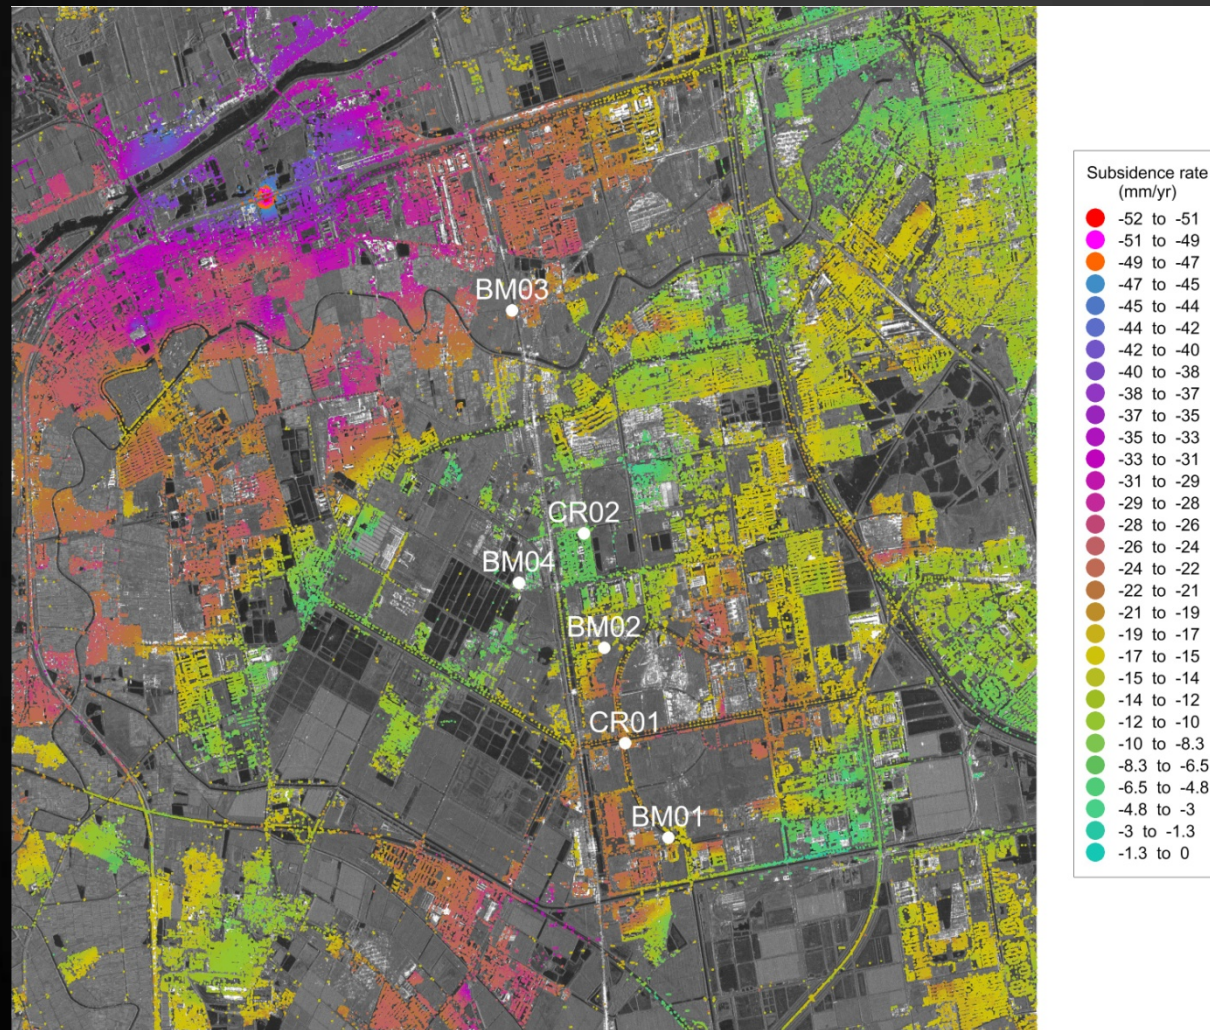 BM03
CR02
BM04
BM02
CR01
BM01
Subsidence rate
(mm/yr)
-52 to -51
-51 to -49
-49 to -47
-47 to -45
-45 to -44
-44 to -42
-42 to -40
-40 to -38
-38 to -37
-37 to -35
-35 to -33
-33 to -31
-31 to -29
-29 to -28
-28 to -26
-26 to -24
-24 to -22
-22 to -21
-21 to -19
-19 to -17
-17 to -15
-15 to -14
-14 to -12
-12 to -10
-10 to -8.3
-8.3 to -6.5
-6.5 to -4.8
-4.8 to -3
-3 to -1.3
-1.3 to 0